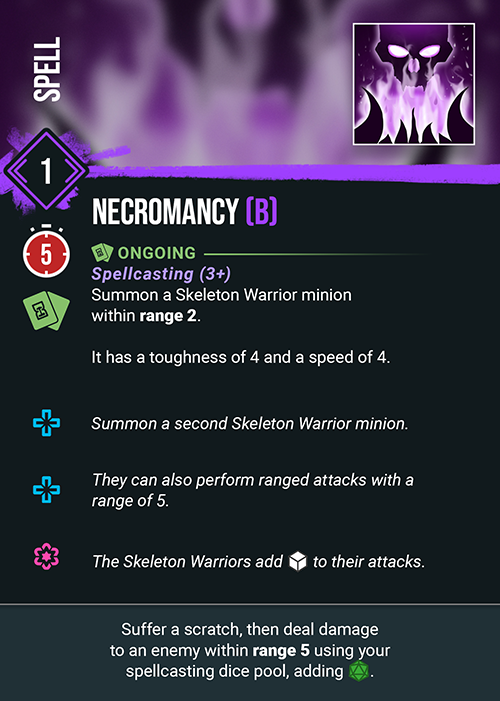 SPELL
1
NECROMANCY (B)
5
ONGOING
Spellcasting (3+)
Summon a Skeleton Warrior minion
within range 2.
It has a toughness of 4 and a speed of 4.
Summon a second Skeleton Warrior minion.
They can also perform ranged attacks with a
range of 5.
The Skeleton Warriors add to their attacks.
Suffer a scratch, then deal damage
to an enemy within range 5 using your
spellcasting dice pool, adding .